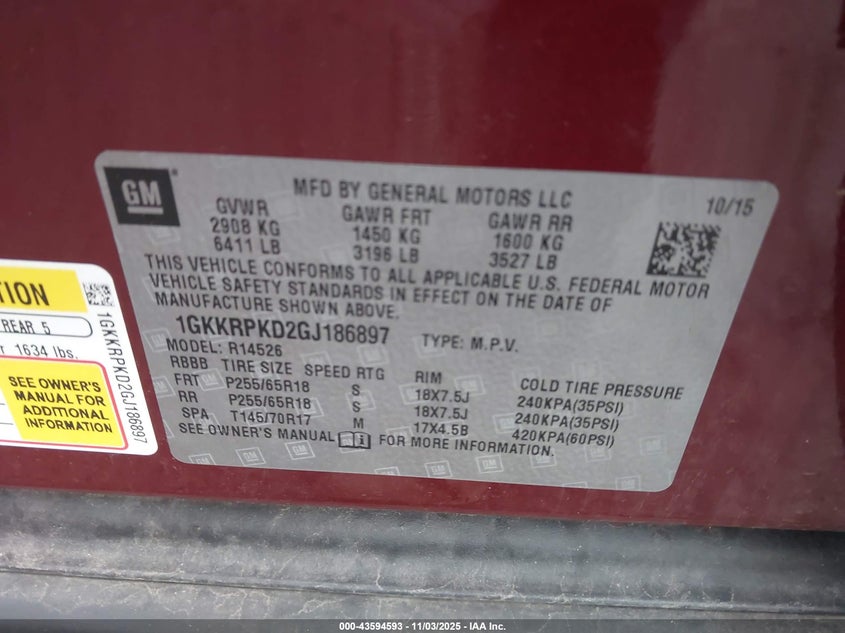 GM
MFD BY GENERAL MOTORS LLC
10/15
GVWR GAWR FRT GAWR RR
2908 KG 1450 KG 1600 KG
6411 LB 3196 LB 3527 LB
THIS VEHICLE CONFORMS TO ALL APPLICABLE U.S. FEDERAL MOTOR
VEHICLE SAFETY STANDARDS IN EFFECT ON THE DATE OF
MANUFACTURE SHOWN ABOVE.
1GKKRPKD2GJ186897 TYPE: M.P.V.
MODEL: R14526
RBBB TIRE SIZE SPEED RTG RIM COLD TIRE PRESSURE
FRT P255/65R18 S 18X7.5J 240KPA(35PSI)
RR P255/65R18 S 18X7.5J 240KPA(35PSI)
SPA T145/70R17 M 17X4.5B 420KPA(60PSI)
SEE OWNER'S MANUAL FOR MORE INFORMATION.
REAR 5
1634 lbs.
SEE OWNER'S
MANUAL FOR
ADDITIONAL
INFORMATION
1GKKRPKD2GJ186897
000-43594593 - 11/03/2025 - IAA Inc.